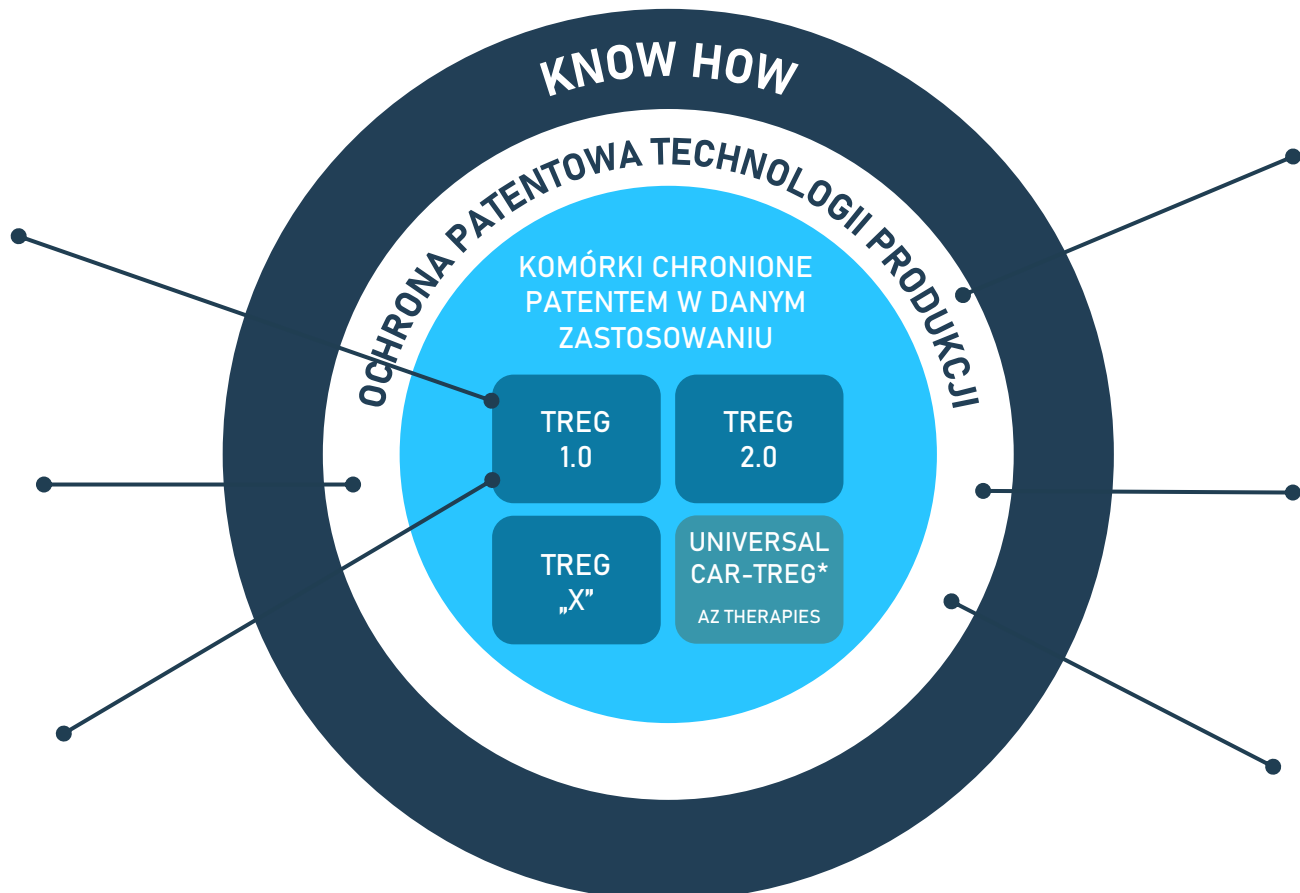 KNOW HOW
OCHRONA PATENTOWA TECHNOLOGII PRODUKCJI
KOMÓRKI CHRONIONE
PATENTEM W DANYM
ZASTOSOWANIU
TREG
1.0
TREG
2.0
TREG
„X”
UNIVERSAL
CAR-TREG*
AZ THERAPIES